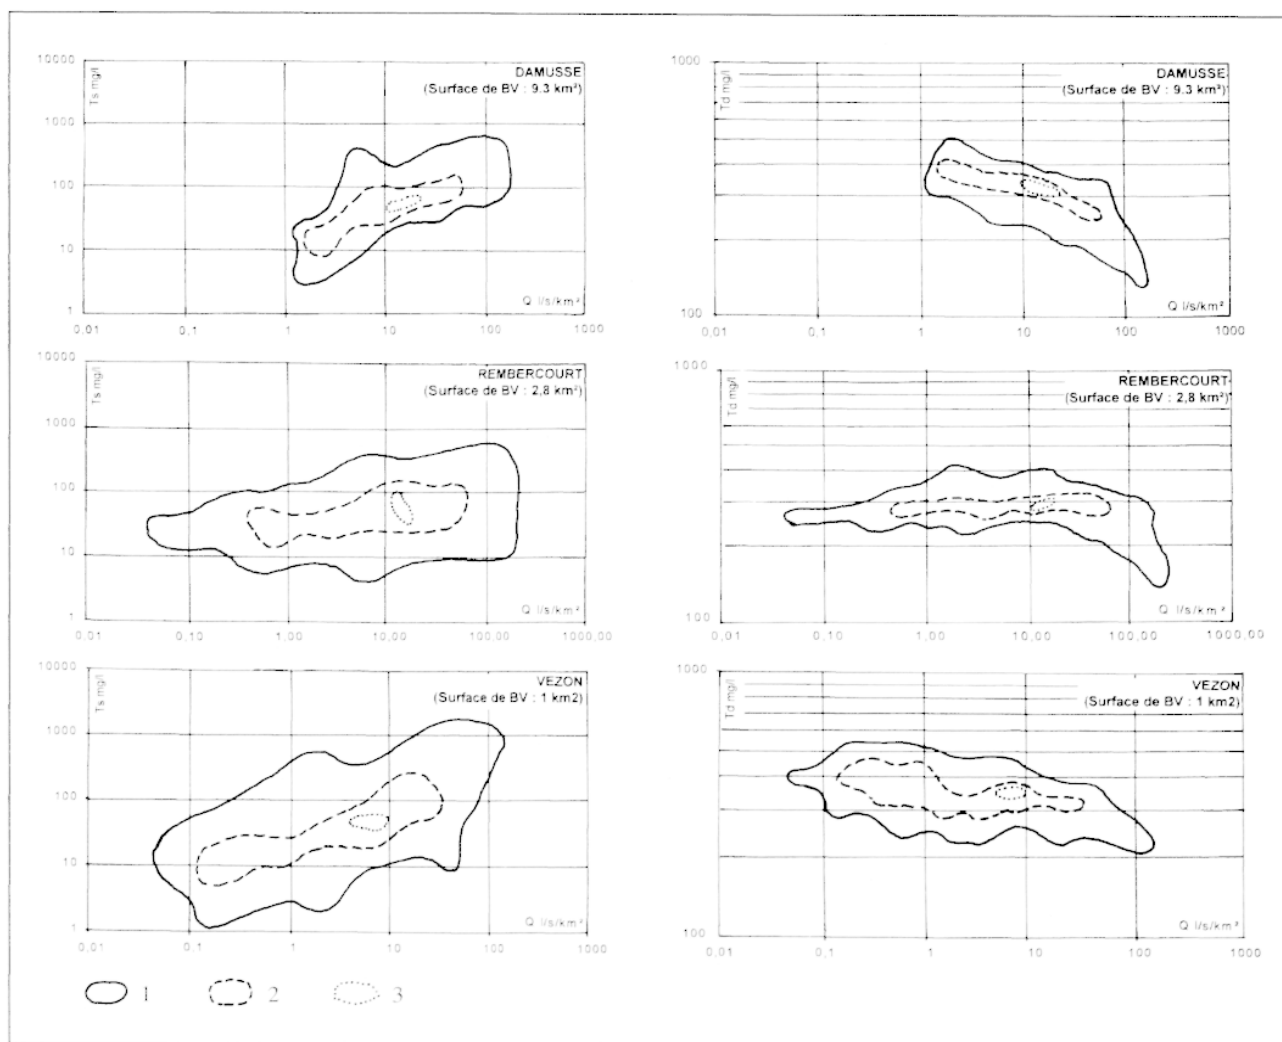 10000
Ts mg/l
DAMUSSE
(Surface de BV : 9.3 km²)
1000
100
10
1
Q l/s/km²
0,01 0,1 1 10 100 1000
1000
Td mg/l
DAMUSSE
(Surface de BV : 9.3 km²)
100
Q l/s/km²
0,01 0,1 1 10 100 1000
10000
Ts mg/l
REMBERCOURT
(Surface de BV : 2,8 km²)
1000
100
10
1
Q l/s/km²
0,01 0,10 1,00 10,00 100,00 1000,00
1000
Td mg/l
REMBERCOURT
(Surface de BV : 2,8 km²)
100
Q l/s/km²
0,01 0,10 1,00 10,00 100,00 1000,00
10000
Ts mg/l
VEZON
(Surface de BV : 1 km2)
1000
100
10
1
Q l/s/km²
0,01 0,1 1 10 100 1000
1000
Td mg/l
VEZON
(Surface de BV : 1 km2)
100
Q l/s/km²
0,01 0,1 1 10 100 1000
1 2 3